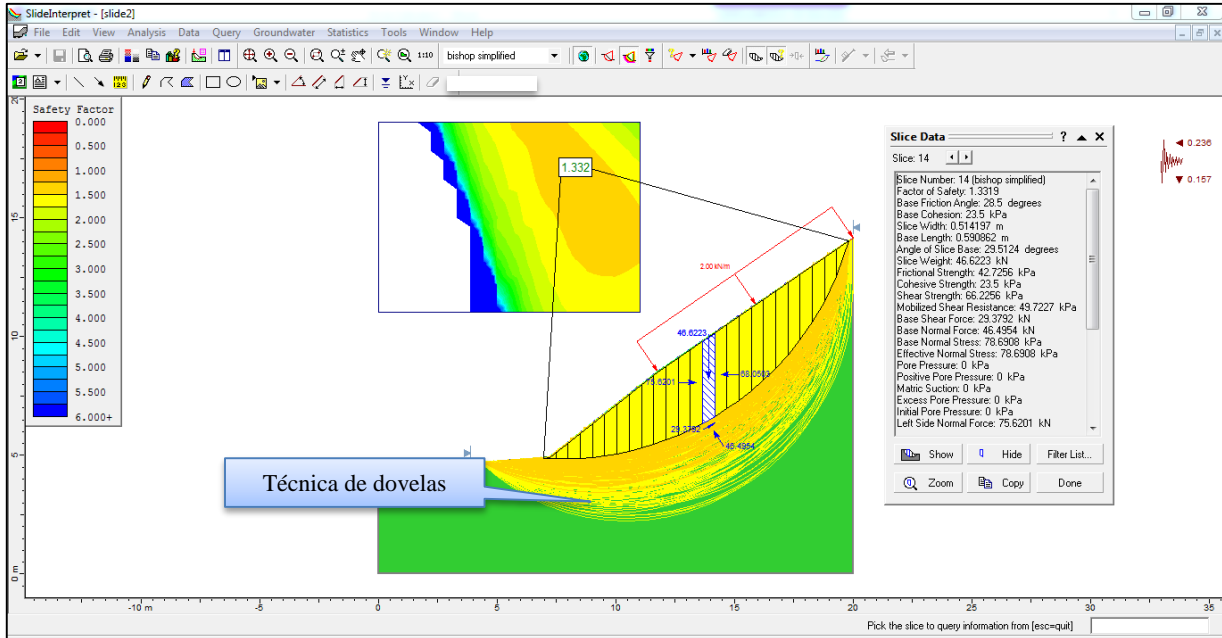 SlideInterpret - [slide2]
File Edit View Analysis Data Query Groundwater Statistics Tools Window Help
1:10 bishop simplified
Safety Factor
0.000
0.500
1.000
1.500
2.000
2.500
3.000
3.500
4.000
4.500
5.000
5.500
6.000+
20
15
10
5
0 m
1.332
2.00 kN/m
46.6223
75.6201
68.0503
29.3792
46.4954
Técnica de dovelas
Slice Data ? ▲ X
Slice: 14
Slice Number: 14 (bishop simplified)
Factor of Safety: 1.3319
Base Friction Angle: 28.5 degrees
Base Cohesion: 23.5 kPa
Slice Width: 0.514197 m
Base Length: 0.590862 m
Angle of Slice Base: 29.5124 degrees
Slice Weight: 46.6223 kN
Frictional Strength: 42.7256 kPa
Cohesive Strength: 23.5 kPa
Shear Strength: 66.2256 kPa
Mobilized Shear Resistance: 49.7227 kPa
Base Shear Force: 29.3792 kN
Base Normal Force: 46.4954 kN
Base Normal Stress: 78.6908 kPa
Effective Normal Stress: 78.6908 kPa
Pore Pressure: 0 kPa
Positive Pore Pressure: 0 kPa
Matric Suction: 0 kPa
Excess Pore Pressure: 0 kPa
Initial Pore Pressure: 0 kPa
Left Side Normal Force: 75.6201 kN
Show Hide Filter List...
Zoom Copy Done
0.236
0.157
-10 m -5 0 5 10 15 20 25 30 35
Pick the slice to query information from [esc=quit]